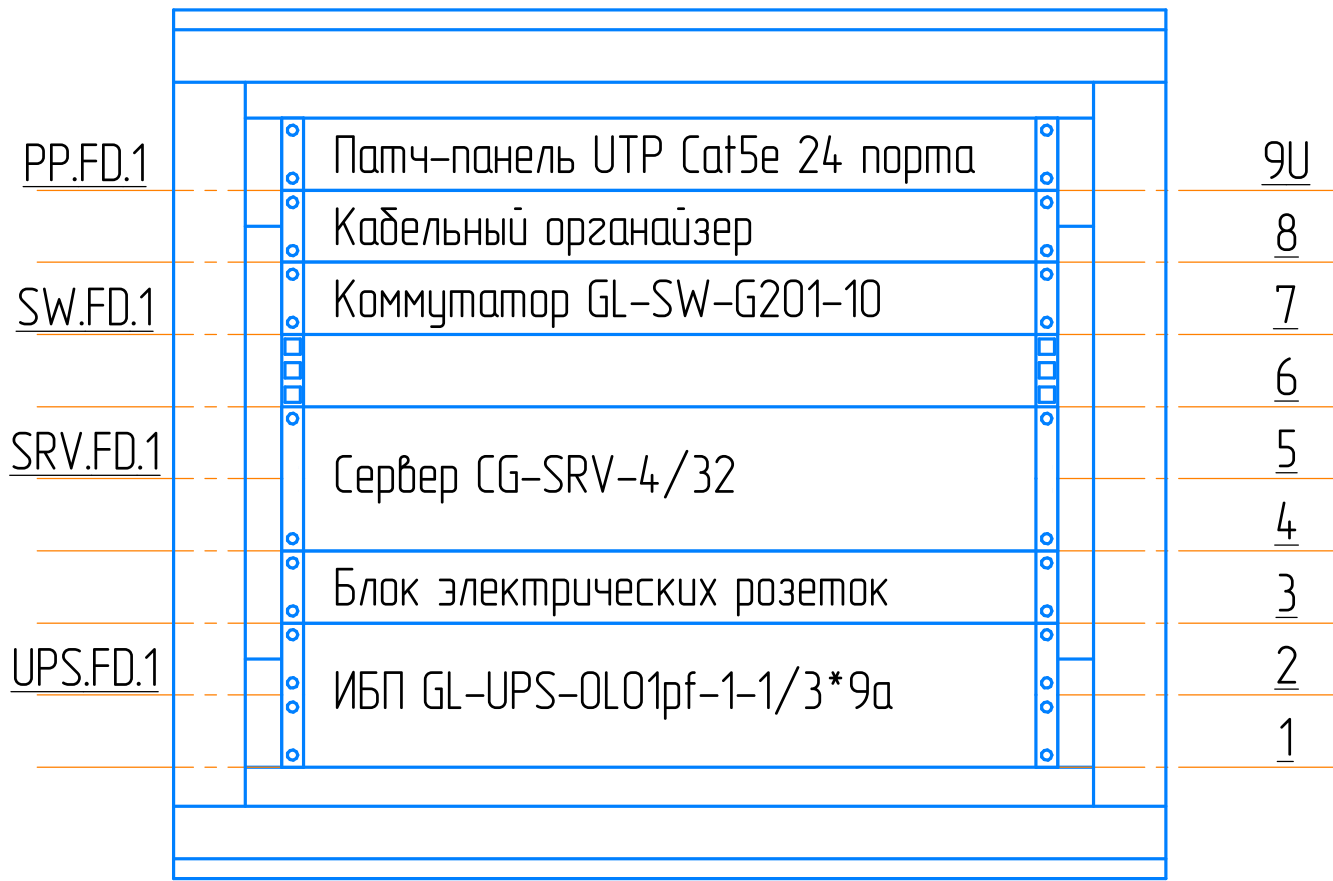 PP.FD.1 Патч-панель UTP Cat5e 24 порта 9U
Кабельный органайзер 8
SW.FD.1 Коммутатор GL-SW-G201-10 7
6
SRV.FD.1 Сервер CG-SRV-4/32 5
4
Блок электрических розеток 3
UPS.FD.1 ИБП GL-UPS-OL01pf-1-1/3*9a 2
1